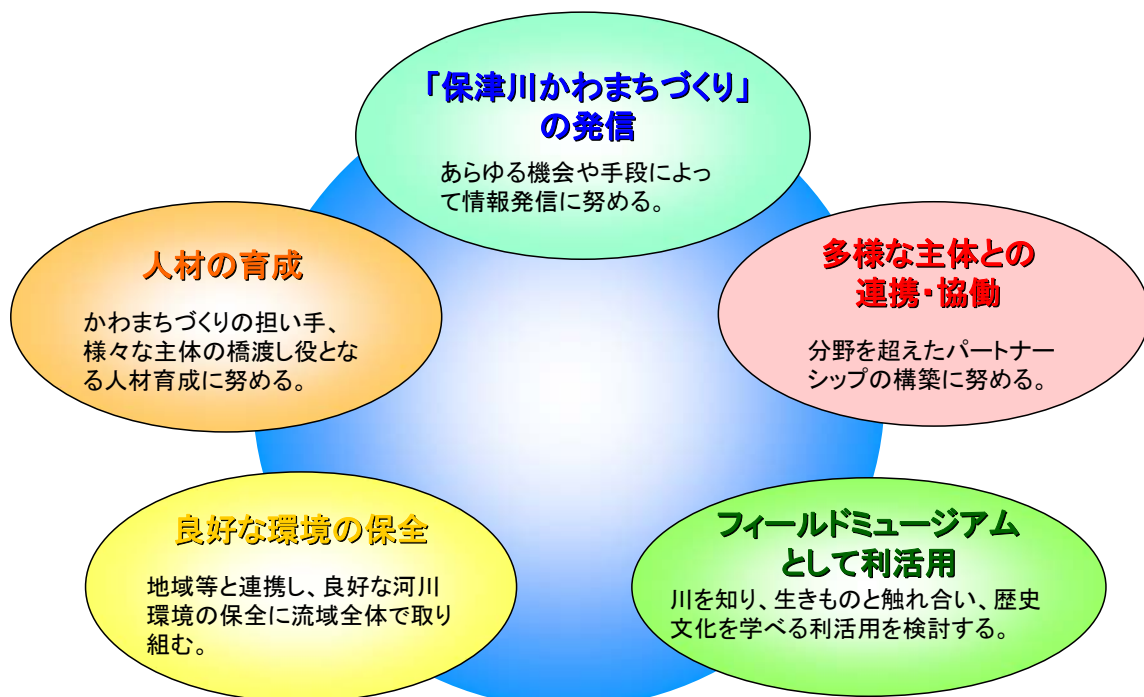 「保津川かわまちづくり」
の発信
あらゆる機会や手段によっ
て情報発信に努める。
人材の育成
かわまちづくりの担い手、
様々な主体の橋渡し役とな
る人材育成に努める。
多様な主体との
連携・協働
分野を超えたパートナー
シップの構築に努める。
良好な環境の保全
地域等と連携し、良好な河川
環境の保全に流域全体で取り
組む。
フィールドミュージアム
として利活用
川を知り、生きものと触れ合い、歴史
文化を学べる利活用を検討する。